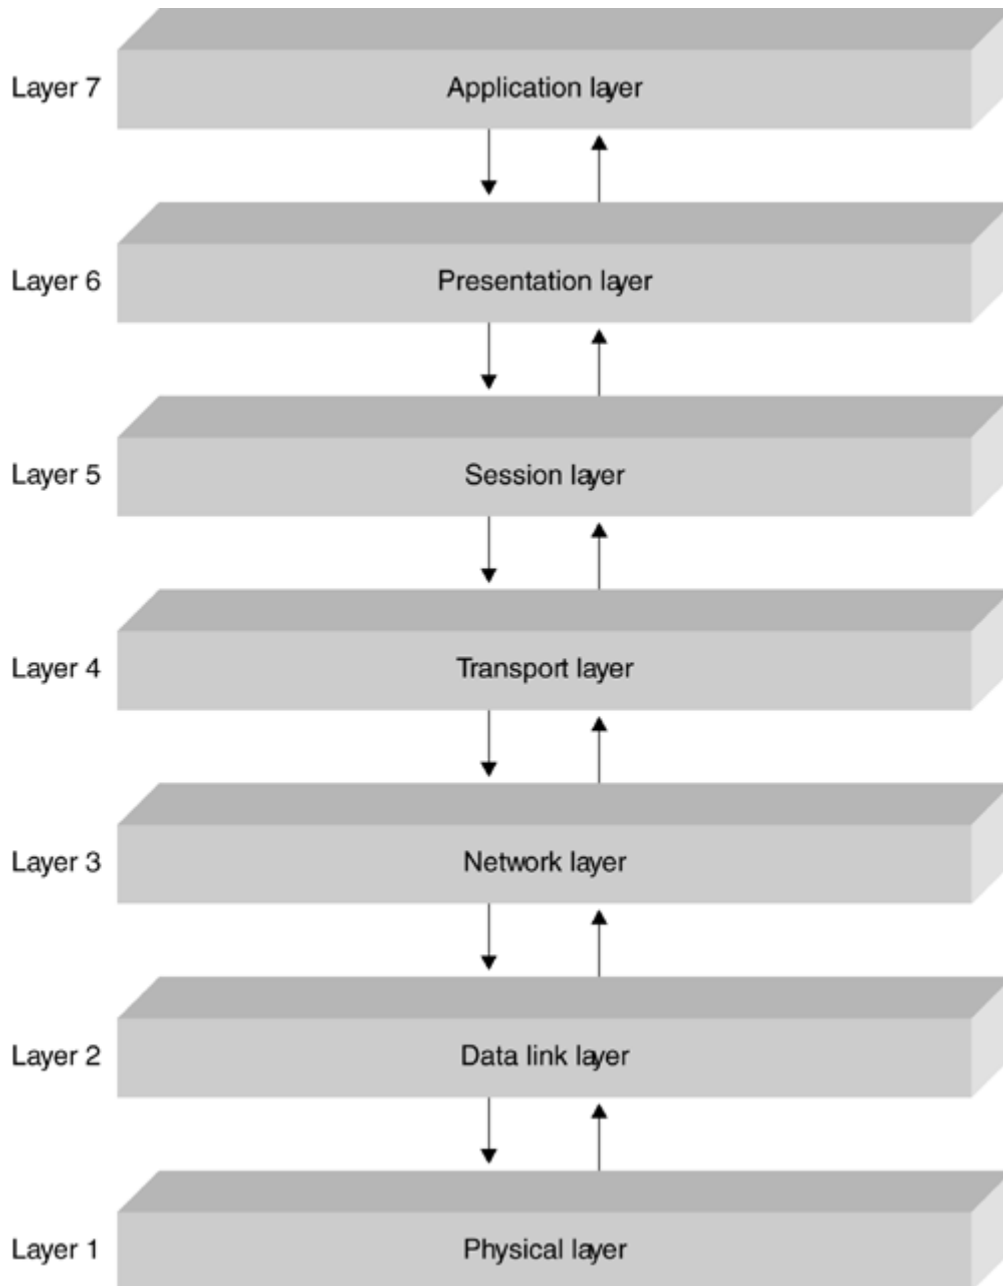 Layer 7 Application layer
Layer 6 Presentation layer
Layer 5 Session layer
Layer 4 Transport layer
Layer 3 Network layer
Layer 2 Data link layer
Layer 1 Physical layer